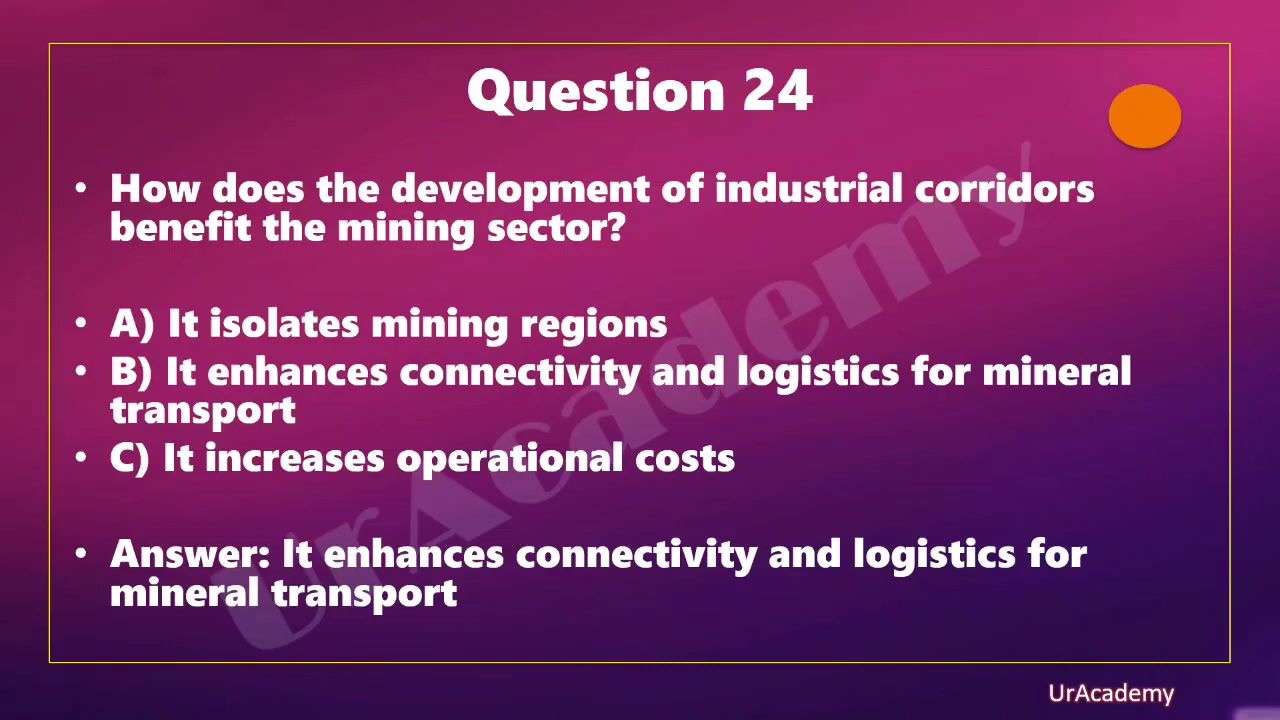 Question 24
• How does the development of industrial corridors
benefit the mining sector?
• A) It isolates mining regions
• B) It enhances connectivity and logistics for mineral
transport
• C) It increases operational costs
• Answer: It enhances connectivity and logistics for
mineral transport
UrAcademy
UrAcademy